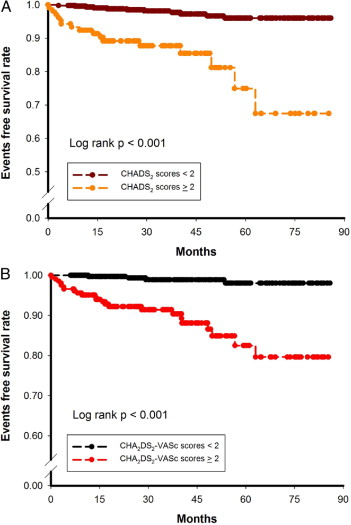 A
Events free survival rate
1.0
0.9
0.8
0.7
0.6
0.5
0.0
Log rank p < 0.001
CHADS₂ scores < 2
CHADS₂ scores ≥ 2
0 15 30 45 60 75 90
Months
B
Events free survival rate
1.00
0.90
0.80
0.70
0.60
0.00
Log rank p < 0.001
CHA₂DS₂-VASc scores < 2
CHA₂DS₂-VASc scores ≥ 2
0 15 30 45 60 75 90
Months